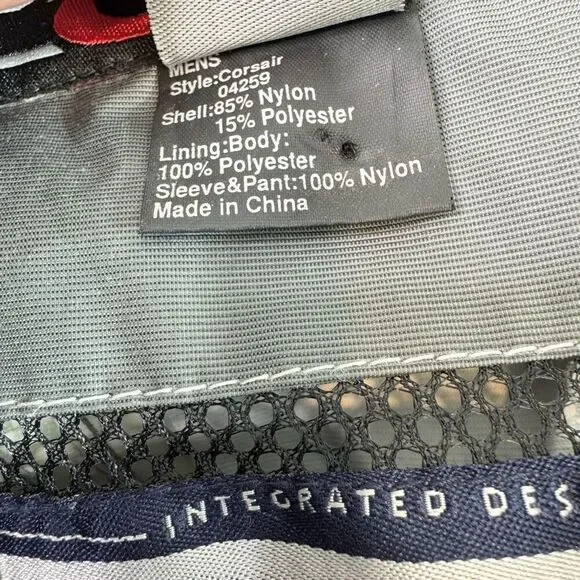 MENS
Style:Corsair
04259
Shell:85% Nylon
15% Polyester
Lining:Body:
100% Polyester
Sleeve&Pant:100% Nylon
Made in China
INTEGRATED DES